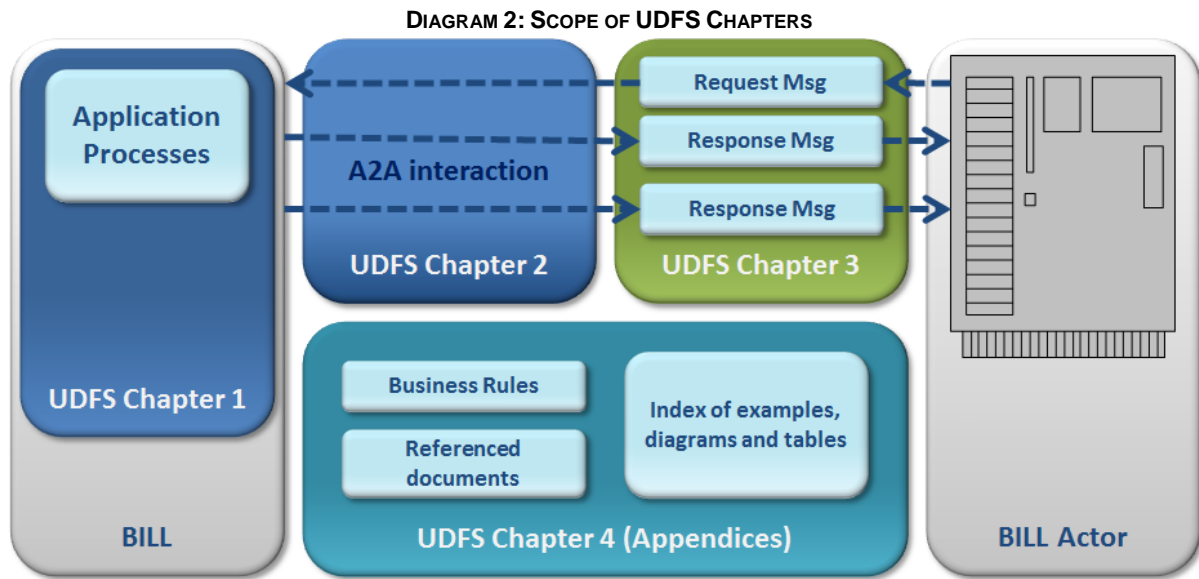 DIAGRAM 2: SCOPE OF UDFS CHAPTERS
Application
Processes
UDFS Chapter 1
BILL
A2A interaction
UDFS Chapter 2
Request Msg
Response Msg
Response Msg
UDFS Chapter 3
Business Rules
Referenced
documents
Index of examples,
diagrams and tables
UDFS Chapter 4 (Appendices)
BILL Actor